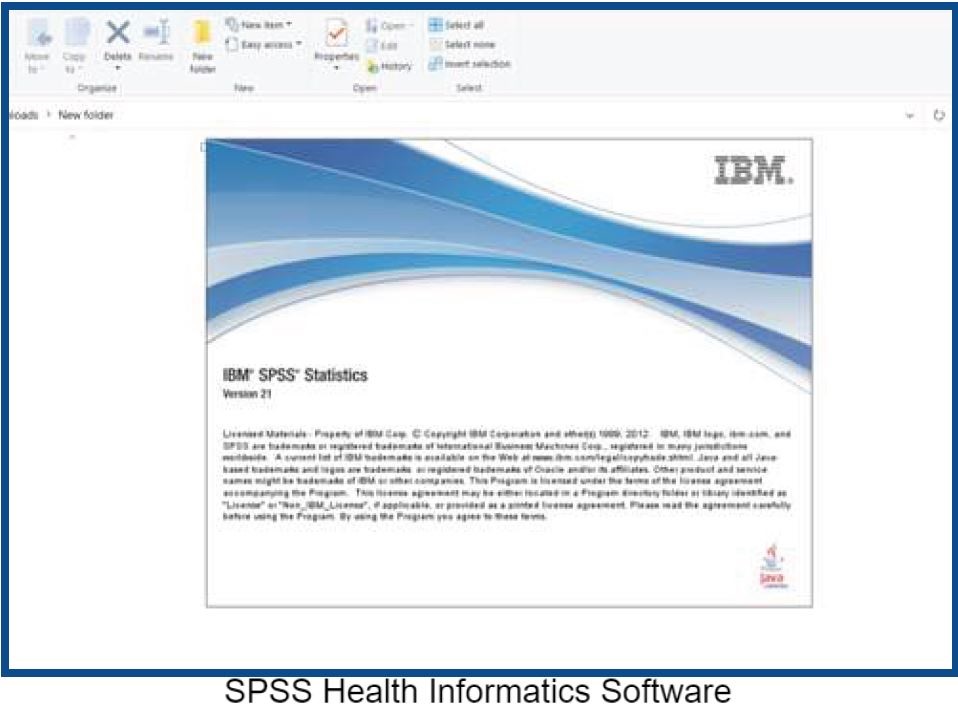 New item
Open
Select all
Easy access
Edit
Select none
Move to
Copy to
Delete
Rename
New folder
Properties
History
Invert selection
Organize
New
Open
Select
loads > New folder
IBM.
IBM® SPSS® Statistics
Version 21
Licensed Materials - Property of IBM Corp. © Copyright IBM Corporation and other(s) 1989, 2012. IBM, IBM logo, ibm.com, and
SPSS are trademarks or registered trademarks of International Business Machines Corp., registered in many jurisdictions
worldwide. A current list of IBM trademarks is available on the Web at www.ibm.com/legal/copytrade.shtml. Java and all Java-
based trademarks and logos are trademarks or registered trademarks of Oracle and/or its affiliates. Other product and service
names might be trademarks of IBM or other companies. This Program is licensed under the terms of the license agreement
accompanying the Program. This license agreement may be either located in a Program directory folder or library identified as
"License" or "Non_IBM_License", if applicable, or provided as a printed license agreement. Please read the agreement carefully
before using the Program. By using the Program you agree to these terms.
Java
SPSS Health Informatics Software